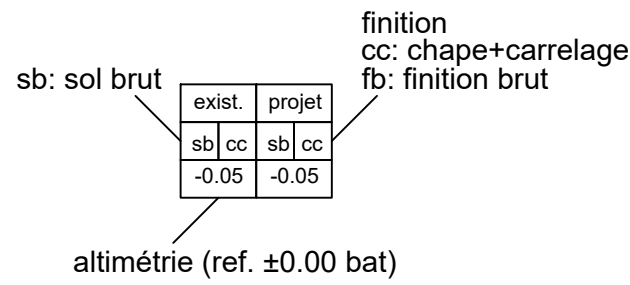 finition
cc: chape+carrelage
fb: finition brut
sb: sol brut
exist. projet
sb cc sb cc
-0.05 -0.05
altimétrie (ref. ±0.00 bat)